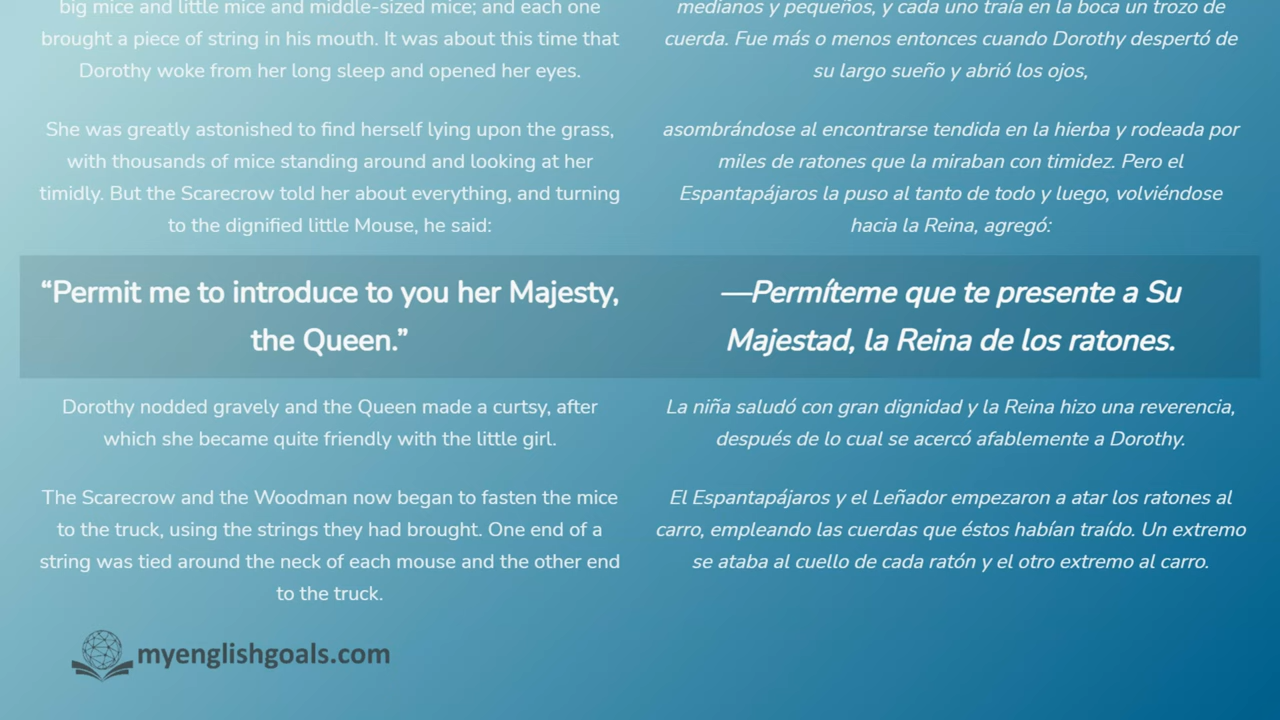 big mice and little mice and middle-sized mice; and each one
brought a piece of string in his mouth. It was about this time that
Dorothy woke from her long sleep and opened her eyes.
She was greatly astonished to find herself lying upon the grass,
with thousands of mice standing around and looking at her
timidly. But the Scarecrow told her about everything, and turning
to the dignified little Mouse, he said:
“Permit me to introduce to you her Majesty,
the Queen.”
Dorothy nodded gravely and the Queen made a curtsy, after
which she became quite friendly with the little girl.
The Scarecrow and the Woodman now began to fasten the mice
to the truck, using the strings they had brought. One end of a
string was tied around the neck of each mouse and the other end
to the truck.
medianos y pequeños, y cada uno traía en la boca un trozo de
cuerda. Fue más o menos entonces cuando Dorothy despertó de
su largo sueño y abrió los ojos,
asombrándose al encontrarse tendida en la hierba y rodeada por
miles de ratones que la miraban con timidez. Pero el
Espantapájaros la puso al tanto de todo y luego, volviéndose
hacia la Reina, agregó:
—Permíteme que te presente a Su
Majestad, la Reina de los ratones.
La niña saludó con gran dignidad y la Reina hizo una reverencia,
después de lo cual se acercó afablemente a Dorothy.
El Espantapájaros y el Leñador empezaron a atar los ratones al
carro, empleando las cuerdas que éstos habían traído. Un extremo
se ataba al cuello de cada ratón y el otro extremo al carro.
myenglishgoals.com